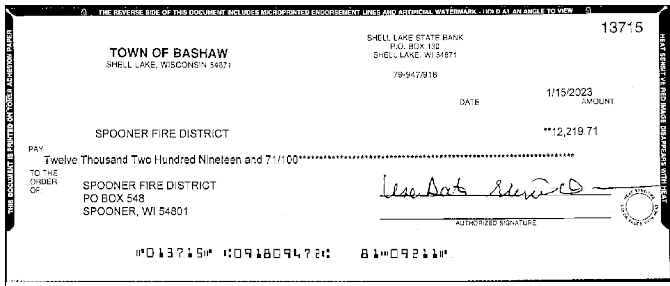 THE REVERSE SIDE OF THIS DOCUMENT INCLUDES MICROPRINTED ENDORSEMENT LINES AND ARTIFICIAL WATERMARK - HOLD AT AN ANGLE TO VIEW
13715
TOWN OF BASHAW
SHELL LAKE, WISCONSIN 54871
SHELL LAKE STATE BANK
P.O. BOX 130
SHELL LAKE, WI 54871
79-947/918
1/15/2023
DATE
AMOUNT
SPOONER FIRE DISTRICT
**12,219.71
PAY
Twelve Thousand Two Hundred Nineteen and 71/100
TO THE
ORDER
OF
SPOONER FIRE DISTRICT
PO BOX 548
SPOONER, WI 54801
AUTHORIZED SIGNATURE
⑈013715⑈ ⑆091809472⑆ 81⑈09211⑈
THIS DOCUMENT IS PRINTED ON TONER ADHESION PAPER
HEAT SENSITIVE RED IMAGE DISAPPEARS WITH HEAT